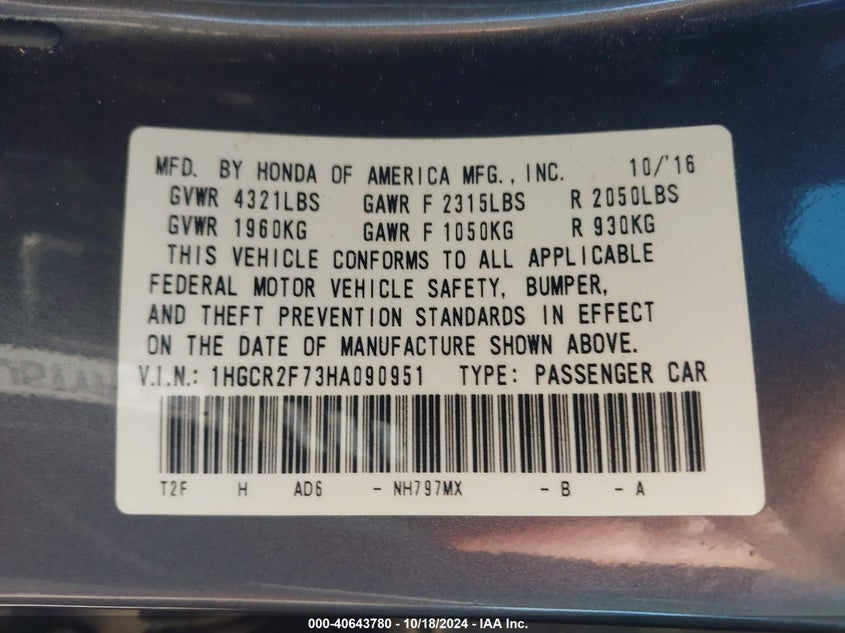 MFD. BY HONDA OF AMERICA MFG., INC. 10/'16
GVWR 4321LBS GAWR F 2315LBS R 2050LBS
GVWR 1960KG GAWR F 1050KG R 930KG
THIS VEHICLE CONFORMS TO ALL APPLICABLE
FEDERAL MOTOR VEHICLE SAFETY, BUMPER,
AND THEFT PREVENTION STANDARDS IN EFFECT
ON THE DATE OF MANUFACTURE SHOWN ABOVE.
V.I.N.: 1HGCR2F73HA090951 TYPE: PASSENGER CAR
T2F H AD6 - NH797MX - B - A
000-40643780 - 10/18/2024 - IAA Inc.